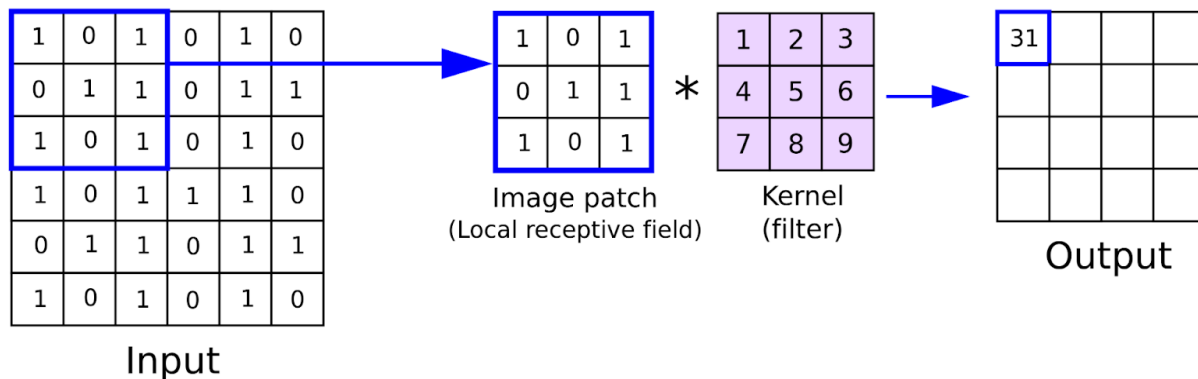 1 0 1 0 1 0
0 1 1 0 1 1
1 0 1 0 1 0
1 0 1 1 1 0
0 1 1 0 1 1
1 0 1 0 1 0
Input
1 0 1
0 1 1
1 0 1
Image patch
(Local receptive field)
*
1 2 3
4 5 6
7 8 9
Kernel
(filter)
31
Output